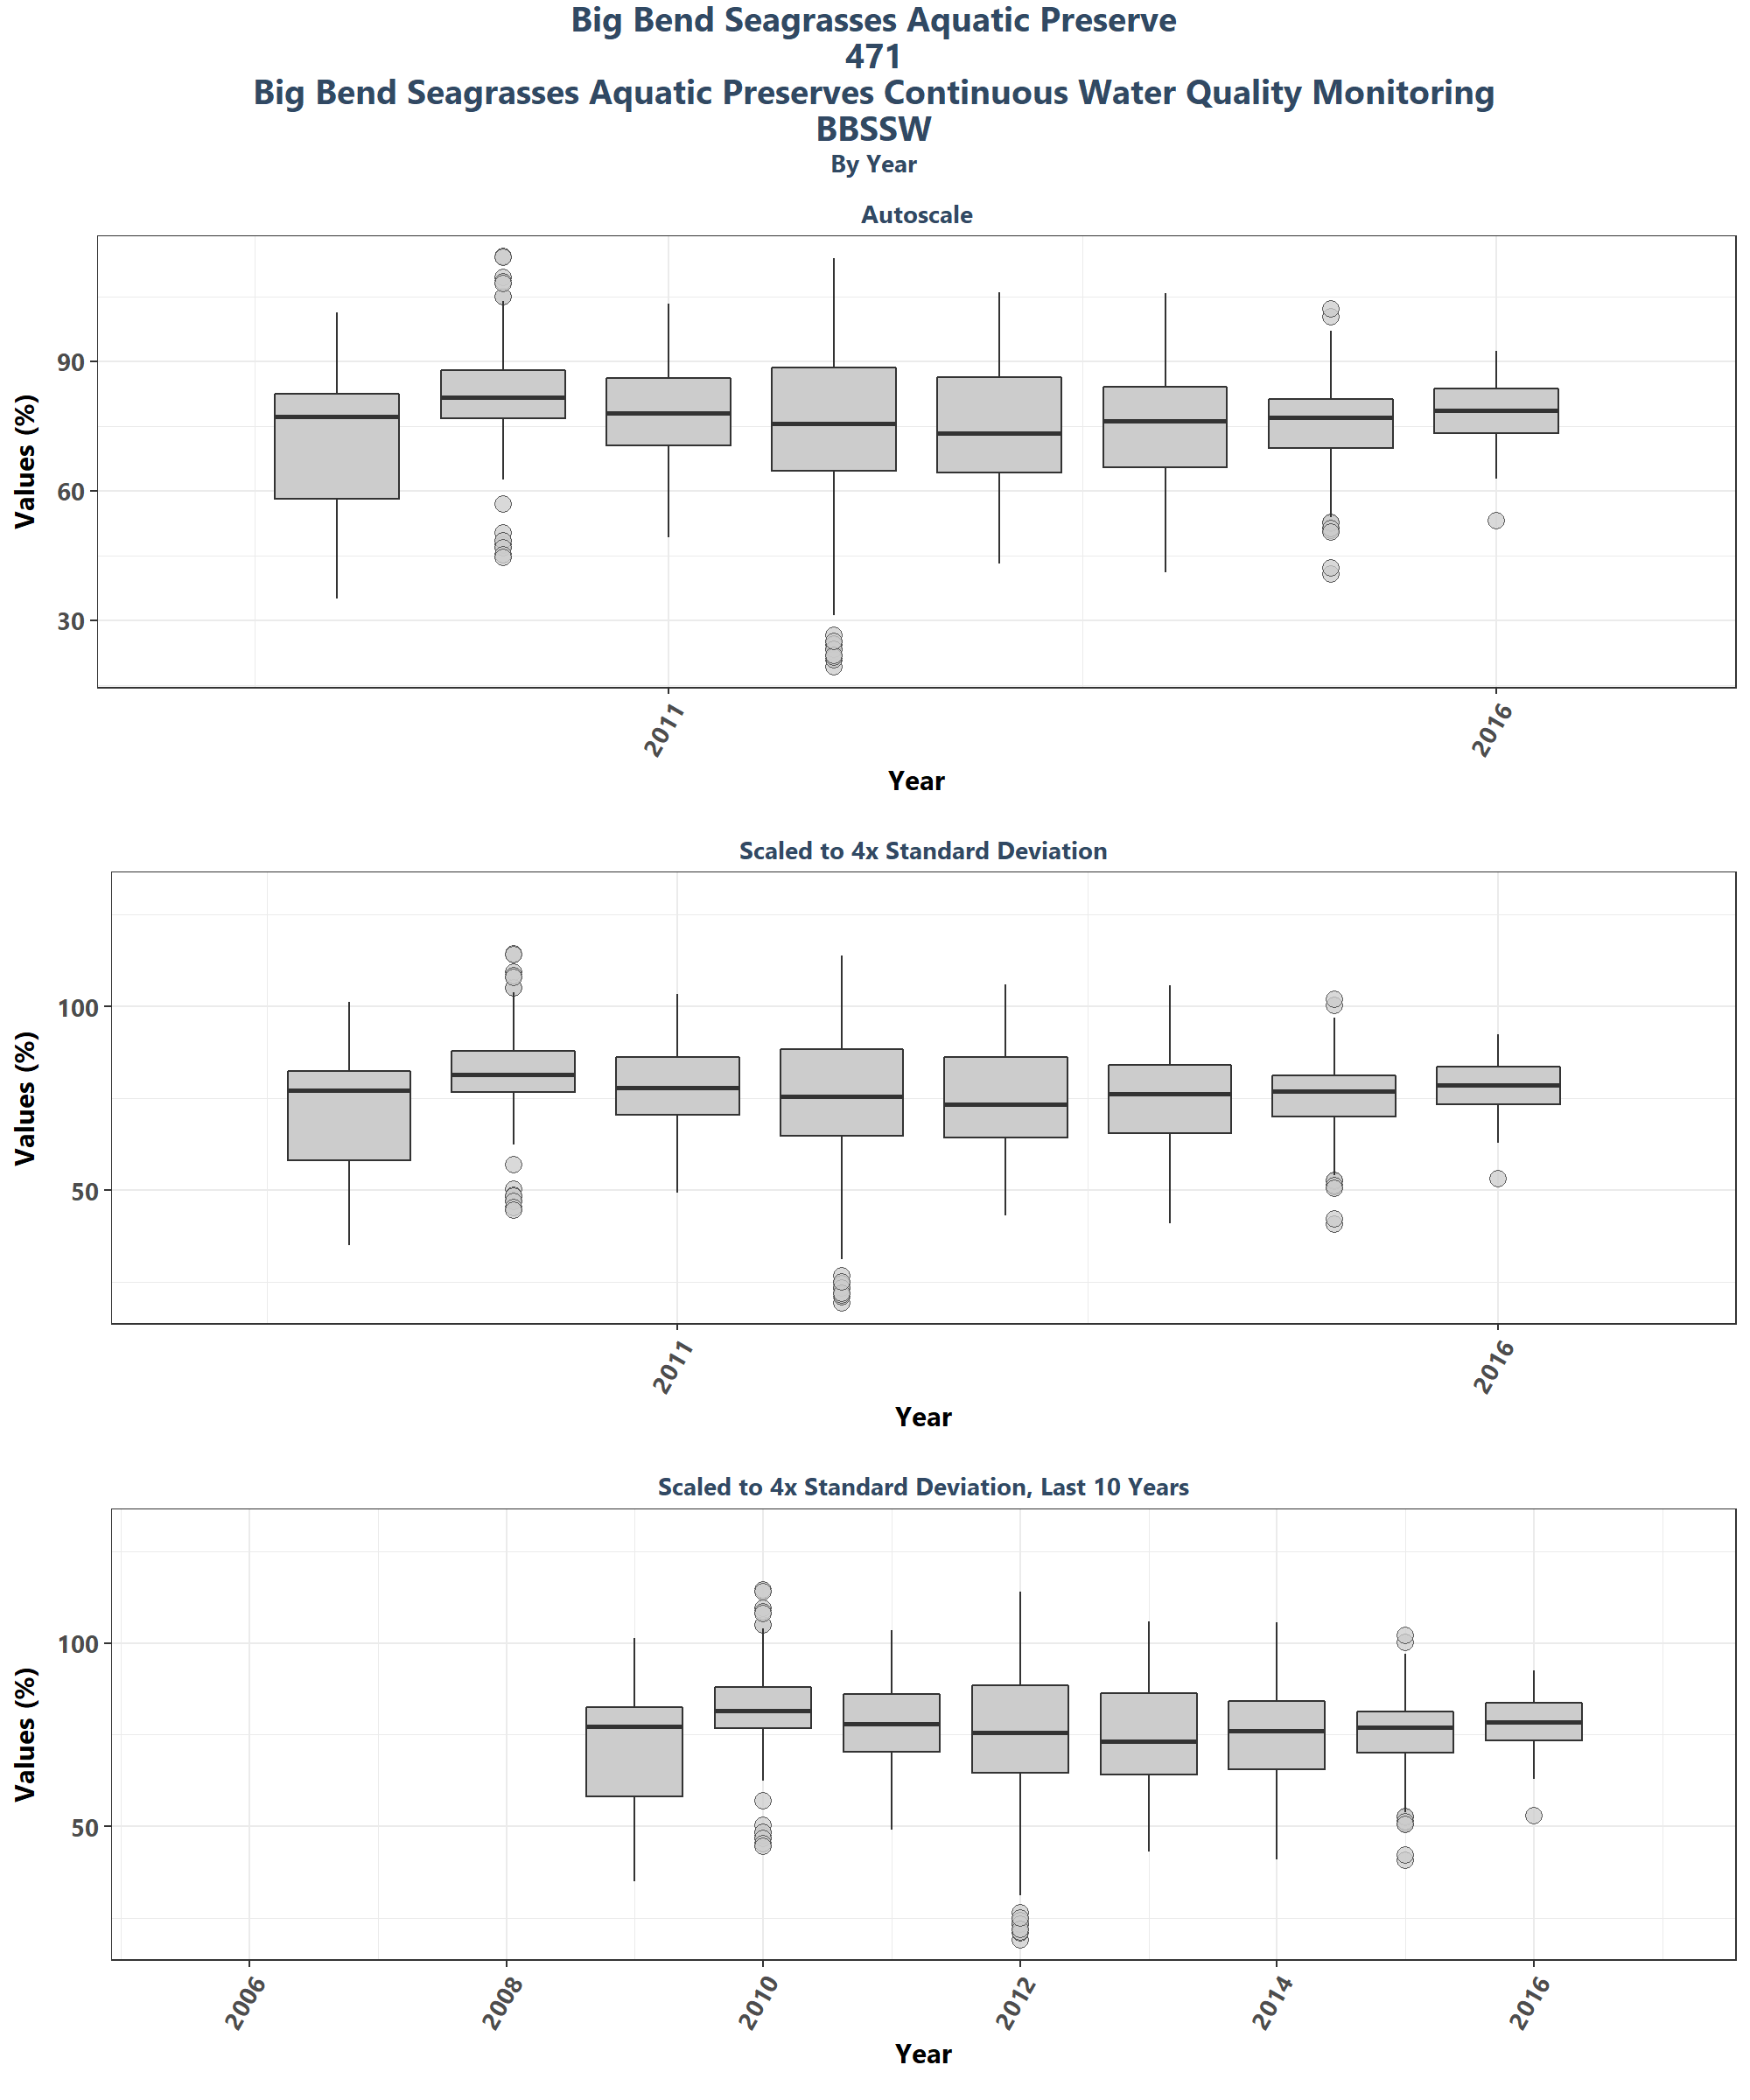 Big Bend Seagrasses Aquatic Preserve
471
Big Bend Seagrasses Aquatic Preserves Continuous Water Quality Monitoring
BBSSW
By Year
Autoscale
Values (%)
90
60
30
2011
2016
Year
Scaled to 4x Standard Deviation
Values (%)
100
50
2011
2016
Year
Scaled to 4x Standard Deviation, Last 10 Years
Values (%)
100
50
2006
2008
2010
2012
2014
2016
Year